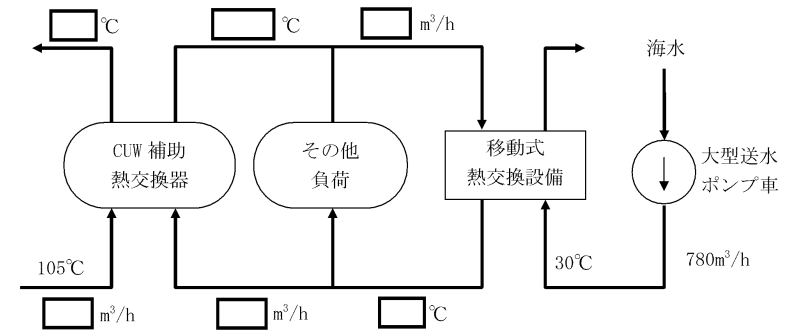 ℃
℃
m³/h
海水
CUW 補助
熱交換器
その他
負荷
移動式
熱交換設備
大型送水
ポンプ車
105℃
30℃
780m³/h
m³/h
m³/h
℃